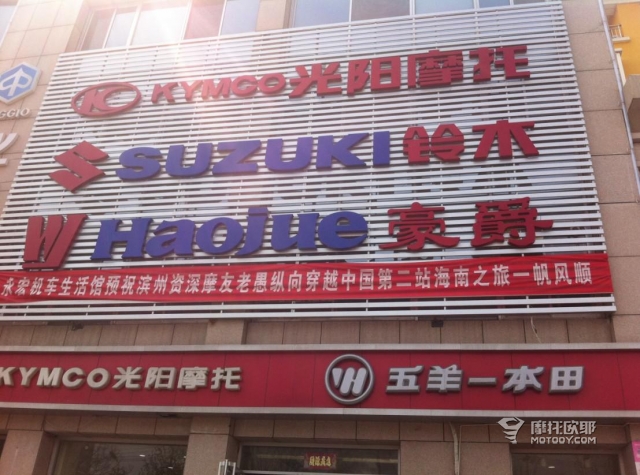 KYMCO光阳摩托
GGIO
SUZUKI铃木
Haojue豪爵
永宏机车生活馆预祝滨州资深摩友老愚纵向穿越中国第二站海南之旅一帆风顺
KYMCO光阳摩托
五羊－本田
摩托欧耶
MOTOOY.COM